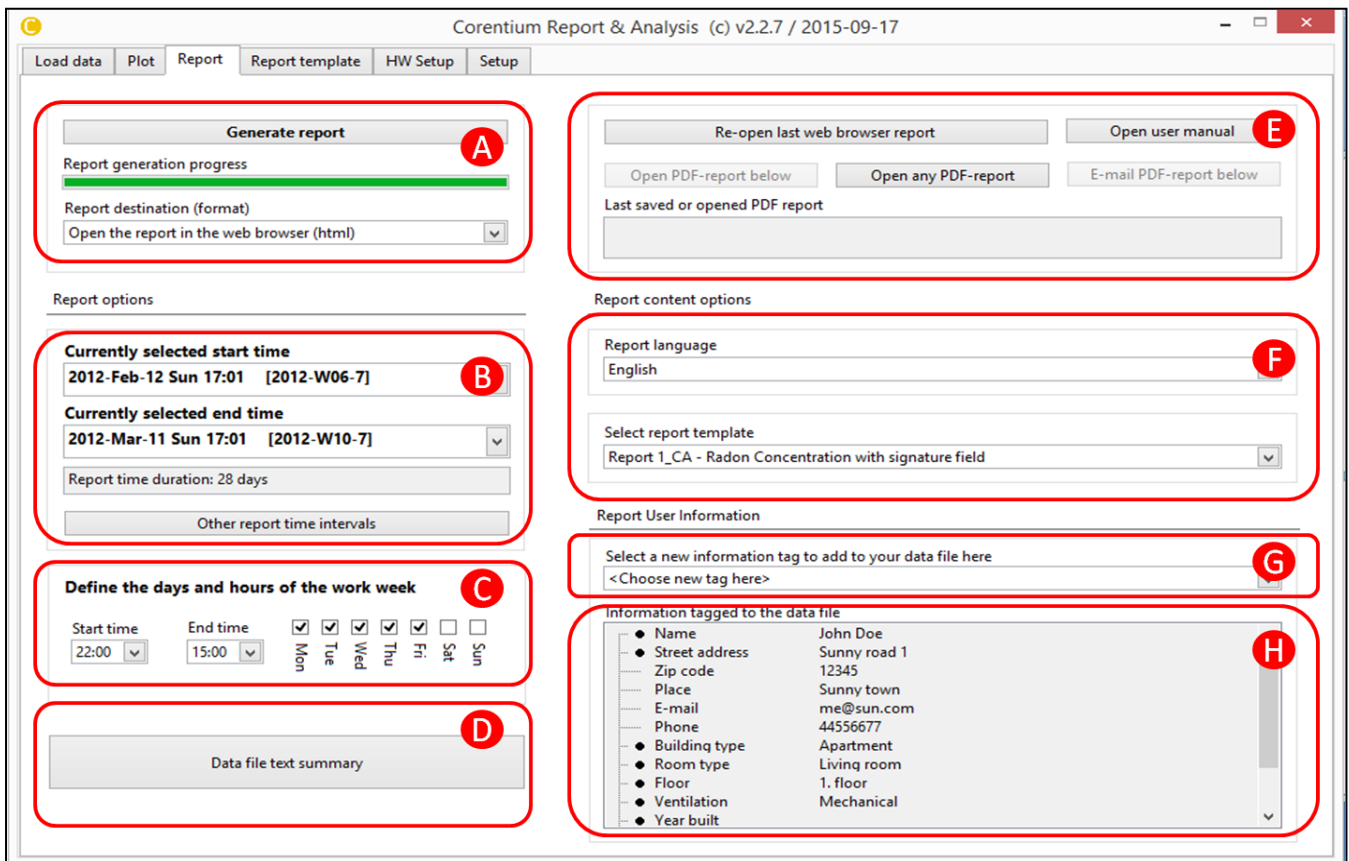 Corentium Report & Analysis (c) v2.2.7 / 2015-09-17
Load data Plot Report Report template HW Setup Setup
A
Generate report
Report generation progress
Report destination (format)
Open the report in the web browser (html)
E
Re-open last web browser report Open user manual
Open PDF-report below Open any PDF-report E-mail PDF-report below
Last saved or opened PDF report
Report options
B
Currently selected start time
2012-Feb-12 Sun 17:01 [2012-W06-7]
Currently selected end time
2012-Mar-11 Sun 17:01 [2012-W10-7]
Report time duration: 28 days
Other report time intervals
C
Define the days and hours of the work week
Start time End time
22:00 15:00
Mon Tue Wed Thu Fri Sat Sun
D
Data file text summary
Report content options
F
Report language
English
Select report template
Report 1_CA - Radon Concentration with signature field
Report User Information
G
Select a new information tag to add to your data file here
<Choose new tag here>
H
Information tagged to the data file
Name John Doe
Street address Sunny road 1
Zip code 12345
Place Sunny town
E-mail me@sun.com
Phone 44556677
Building type Apartment
Room type Living room
Floor 1. floor
Ventilation Mechanical
Year built